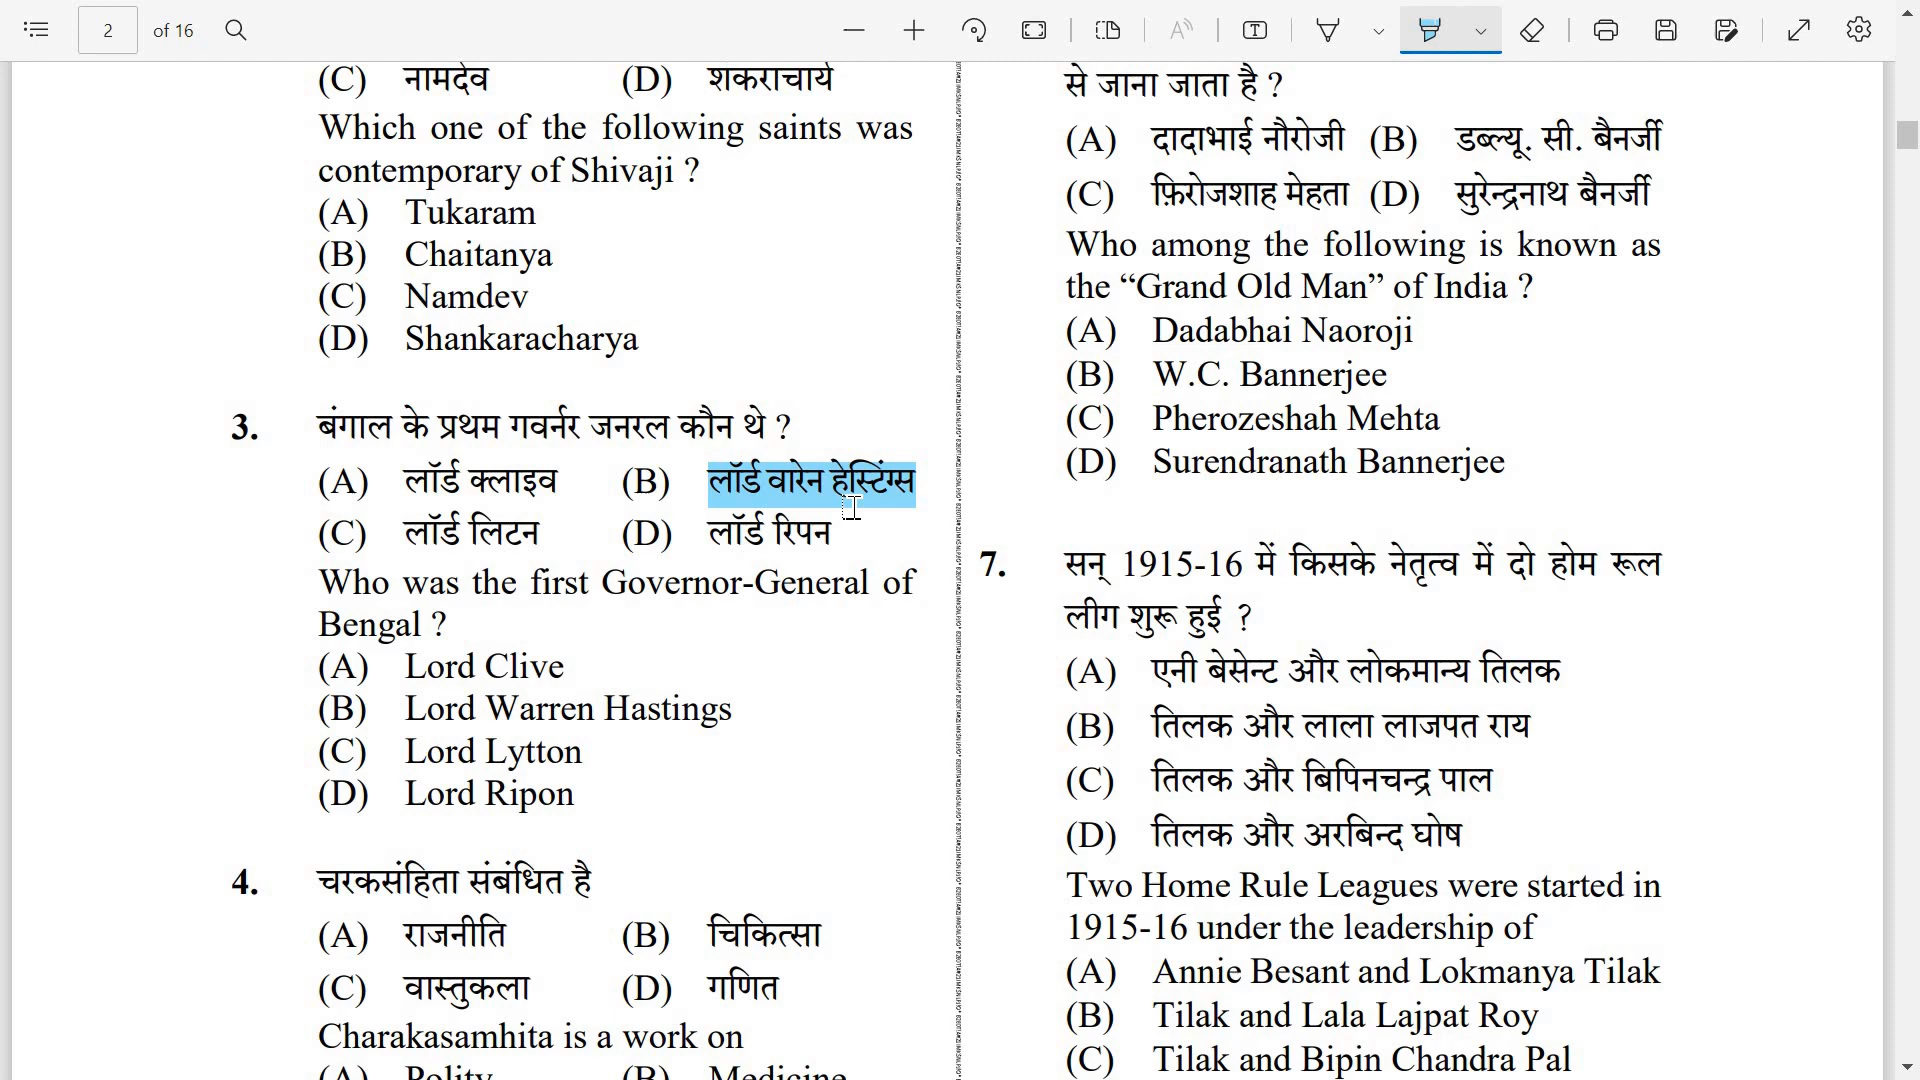 2 of 16
(C) नामदेव (D) शंकराचार्य
Which one of the following saints was
contemporary of Shivaji ?
(A) Tukaram
(B) Chaitanya
(C) Namdev
(D) Shankaracharya
3. बंगाल के प्रथम गवर्नर जनरल कौन थे ?
(A) लॉर्ड क्लाइव (B) लॉर्ड वारेन हेस्टिंग्स
(C) लॉर्ड लिटन (D) लॉर्ड रिपन
Who was the first Governor-General of
Bengal ?
(A) Lord Clive
(B) Lord Warren Hastings
(C) Lord Lytton
(D) Lord Ripon
4. चरकसंहिता संबंधित है
(A) राजनीति (B) चिकित्सा
(C) वास्तुकला (D) गणित
Charakasamhita is a work on
(A) Polity (B) Medicine
से जाना जाता है ?
(A) दादाभाई नौरोजी (B) डब्ल्यू. सी. बैनर्जी
(C) फ़िरोजशाह मेहता (D) सुरेन्द्रनाथ बैनर्जी
Who among the following is known as
the “Grand Old Man” of India ?
(A) Dadabhai Naoroji
(B) W.C. Bannerjee
(C) Pherozeshah Mehta
(D) Surendranath Bannerjee
7. सन् 1915-16 में किसके नेतृत्व में दो होम रूल
लीग शुरू हुई ?
(A) एनी बेसेन्ट और लोकमान्य तिलक
(B) तिलक और लाला लाजपत राय
(C) तिलक और बिपिनचन्द्र पाल
(D) तिलक और अरबिन्द घोष
Two Home Rule Leagues were started in
1915-16 under the leadership of
(A) Annie Besant and Lokmanya Tilak
(B) Tilak and Lala Lajpat Roy
(C) Tilak and Bipin Chandra Pal